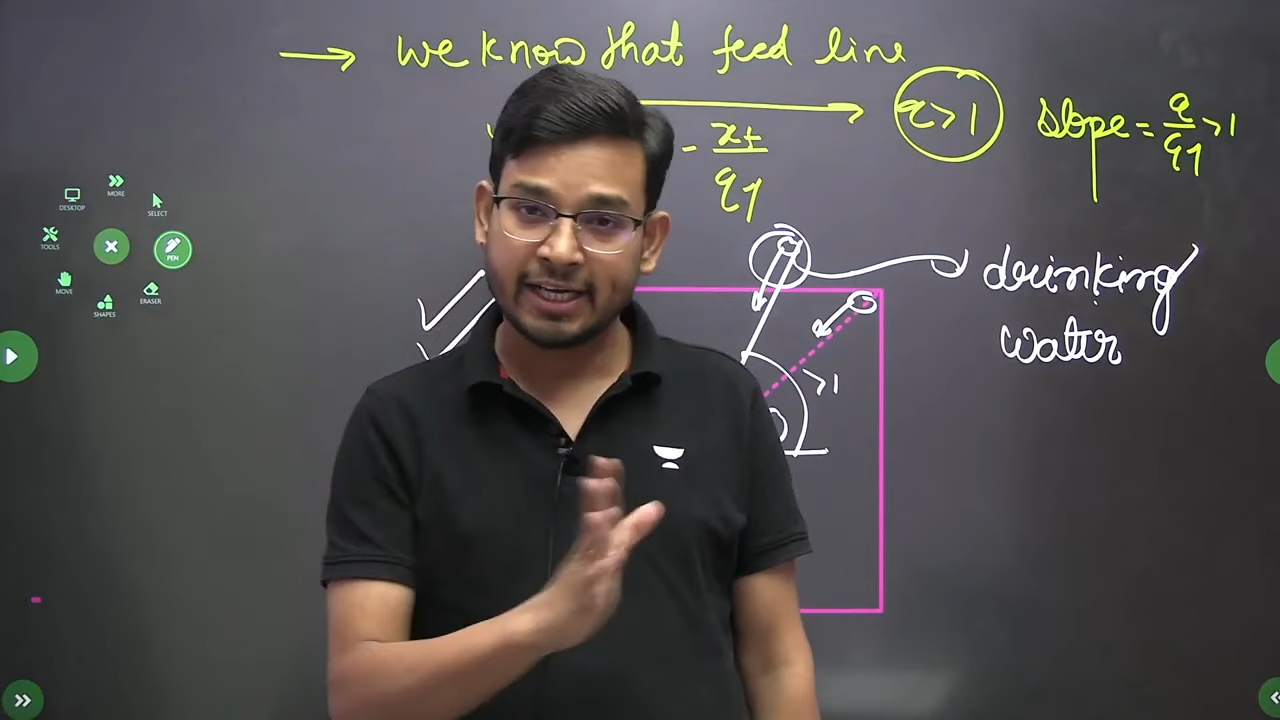 → we know that feed line
q>1
slope = q/q-1 >1
- xf/q-1
drinking
water
>1
MORE
DESKTOP
SELECT
TOOLS
PEN
MOVE
ERASER
SHAPES